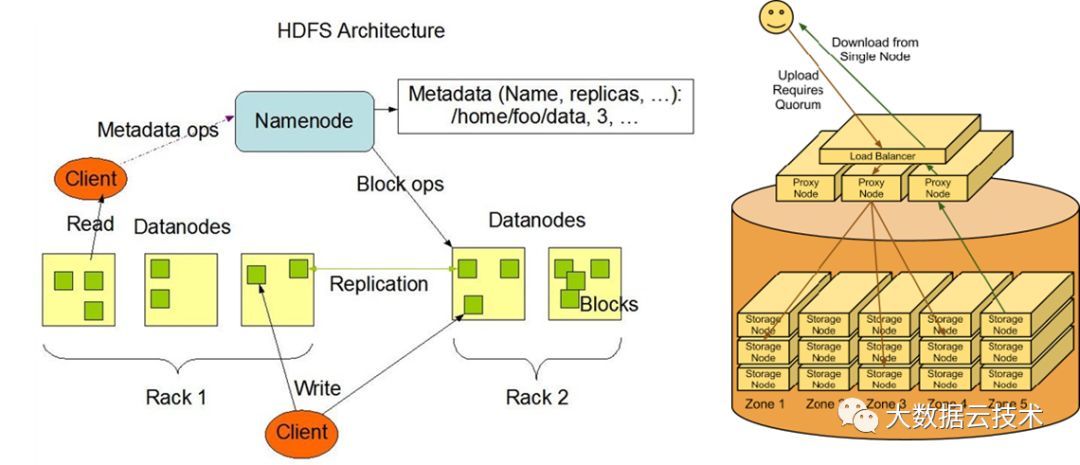 HDFS Architecture
Metadata (Name, replicas, …):
/home/foo/data, 3, …
Namenode
Metadata ops
Client
Block ops
Read
Datanodes
Datanodes
Replication
Blocks
Write
Rack 1
Rack 2
Client
Download from
Single Node
Upload
Requires
Quorum
Load Balancer
Proxy
Node
Proxy
Node
Proxy
Node
Storage
Node
Storage
Node
Storage
Node
Storage
Node
Storage
Node
Storage
Node
Storage
Node
Storage
Node
Storage
Node
Storage
Node
Storage
Node
Storage
Node
Storage
Node
Storage
Node
Storage
Node
Zone 1
Zone 2
Zone 3
Zone 4
Zone 5
大数据云技术